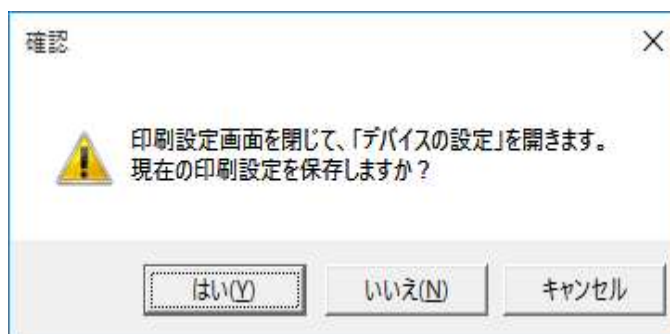 確認
印刷設定画面を閉じて、「デバイスの設定」を開きます。
現在の印刷設定を保存しますか？
はい(Y)
いいえ(N)
キャンセル